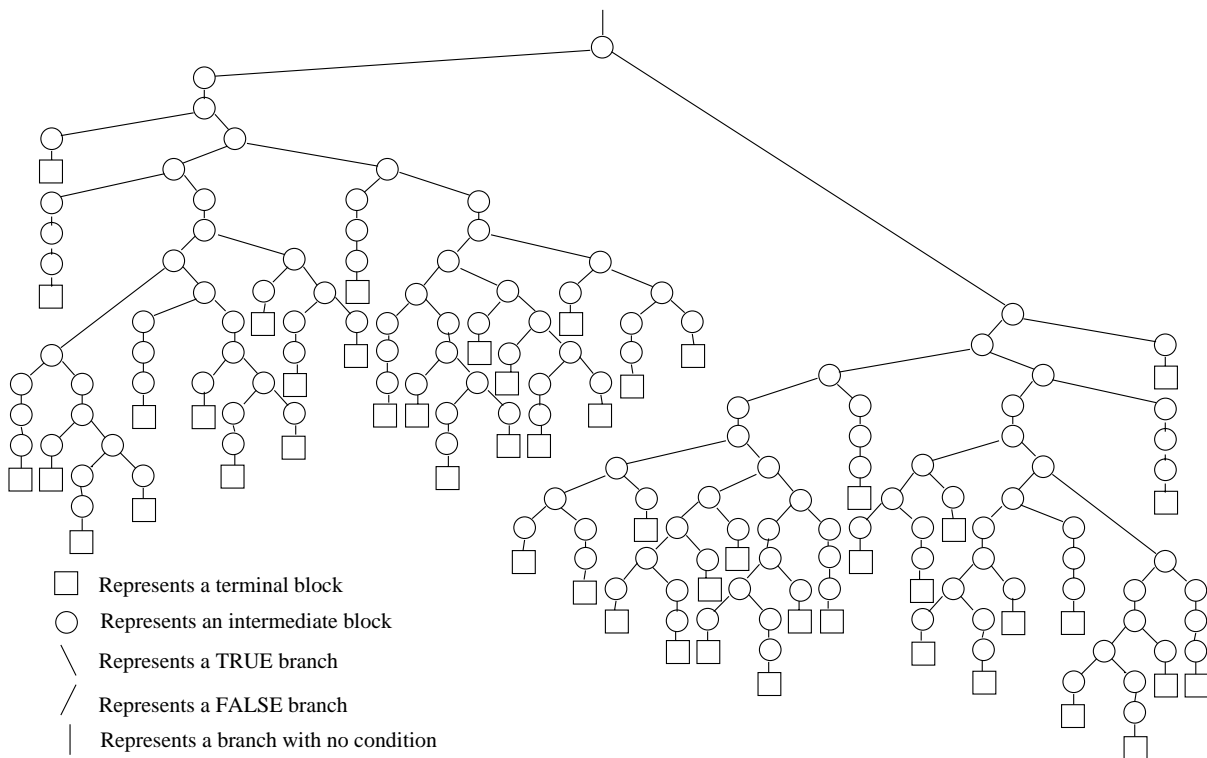 Represents a terminal block
Represents an intermediate block
Represents a TRUE branch
Represents a FALSE branch
Represents a branch with no condition